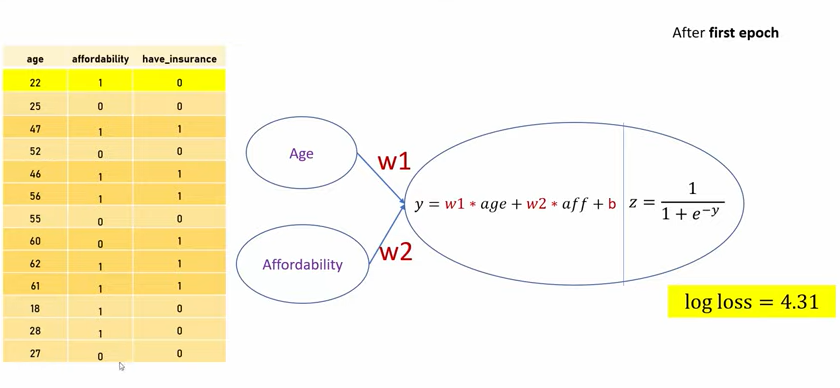 After first epoch
age affordability have_insurance
22 1 0
25 0 0
47 1 1
52 0 0
46 1 1
56 1 1
55 0 0
60 0 1
62 1 1
61 1 1
18 1 0
28 1 0
27 0 0
Age
w1
y = w1 * age + w2 * aff + b
z = 1 / 1 + e^−y
w2
Affordability
log loss = 4.31